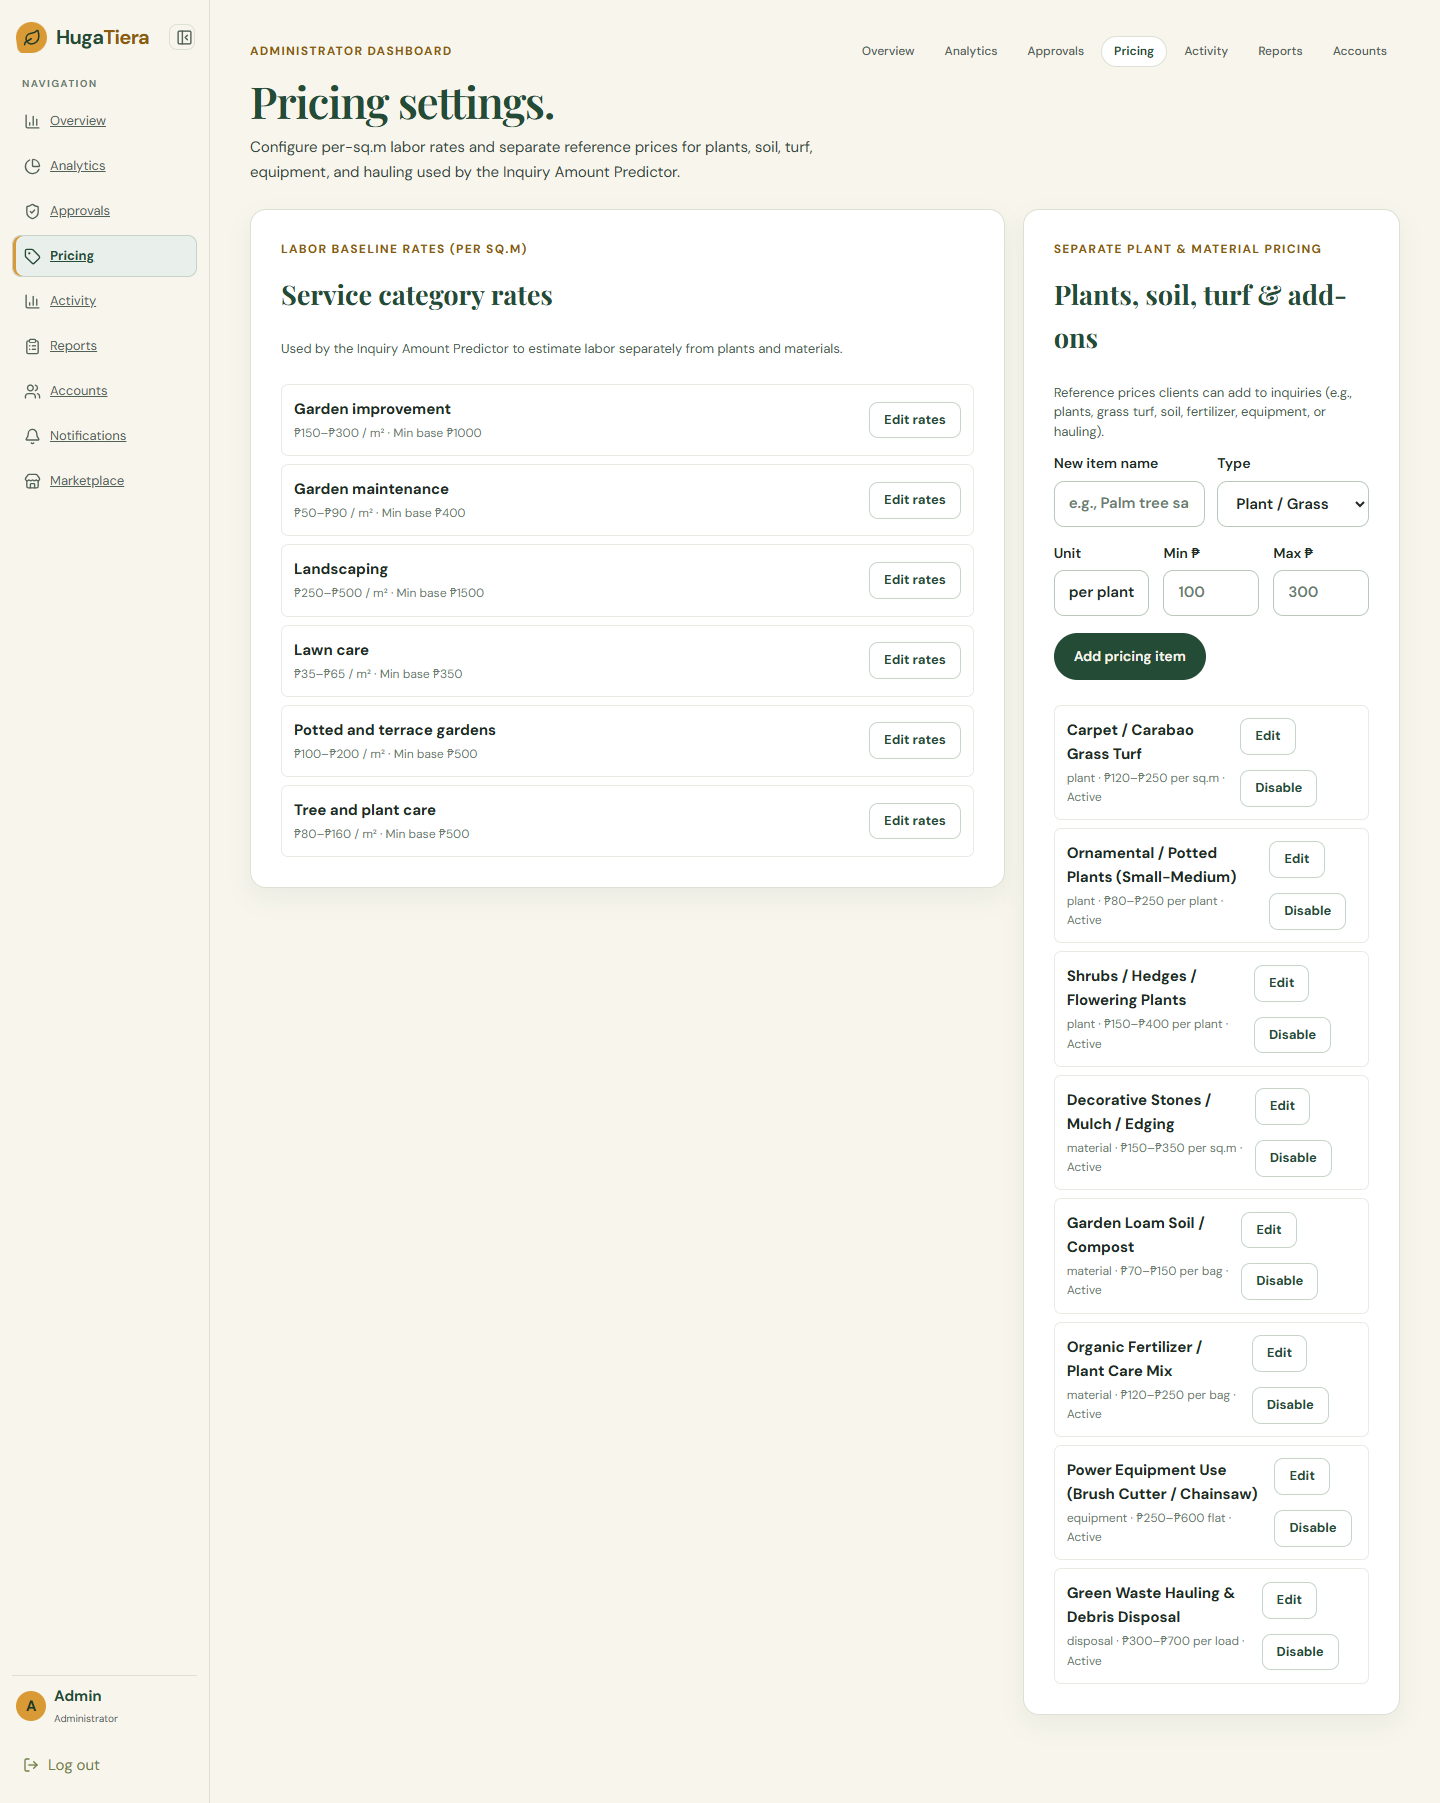 HugaTiera
NAVIGATION
Overview
Analytics
Approvals
Pricing
Activity
Reports
Accounts
Notifications
Marketplace
A
Admin
Administrator
Log out
ADMINISTRATOR DASHBOARD
Overview Analytics Approvals Pricing Activity Reports Accounts
Pricing settings.
Configure per-sq.m labor rates and separate reference prices for plants, soil, turf,
equipment, and hauling used by the Inquiry Amount Predictor.
LABOR BASELINE RATES (PER SQ.M)
Service category rates
Used by the Inquiry Amount Predictor to estimate labor separately from plants and materials.
Garden improvement
₱150–₱300 / m² · Min base ₱1000
Edit rates
Garden maintenance
₱50–₱90 / m² · Min base ₱400
Edit rates
Landscaping
₱250–₱500 / m² · Min base ₱1500
Edit rates
Lawn care
₱35–₱65 / m² · Min base ₱350
Edit rates
Potted and terrace gardens
₱100–₱200 / m² · Min base ₱500
Edit rates
Tree and plant care
₱80–₱160 / m² · Min base ₱500
Edit rates
SEPARATE PLANT & MATERIAL PRICING
Plants, soil, turf & add-
ons
Reference prices clients can add to inquiries (e.g.,
plants, grass turf, soil, fertilizer, equipment, or
hauling).
New item name Type
e.g., Palm tree sa Plant / Grass
Unit Min ₱ Max ₱
per plant 100 300
Add pricing item
Carpet / Carabao
Grass Turf
plant · ₱120–₱250 per sq.m ·
Active
Edit
Disable
Ornamental / Potted
Plants (Small-Medium)
plant · ₱80–₱250 per plant ·
Active
Edit
Disable
Shrubs / Hedges /
Flowering Plants
plant · ₱150–₱400 per plant ·
Active
Edit
Disable
Decorative Stones /
Mulch / Edging
material · ₱150–₱350 per sq.m ·
Active
Edit
Disable
Garden Loam Soil /
Compost
material · ₱70–₱150 per bag ·
Active
Edit
Disable
Organic Fertilizer /
Plant Care Mix
material · ₱120–₱250 per bag ·
Active
Edit
Disable
Power Equipment Use
(Brush Cutter / Chainsaw)
equipment · ₱250–₱600 flat ·
Active
Edit
Disable
Green Waste Hauling &
Debris Disposal
disposal · ₱300–₱700 per load ·
Active
Edit
Disable